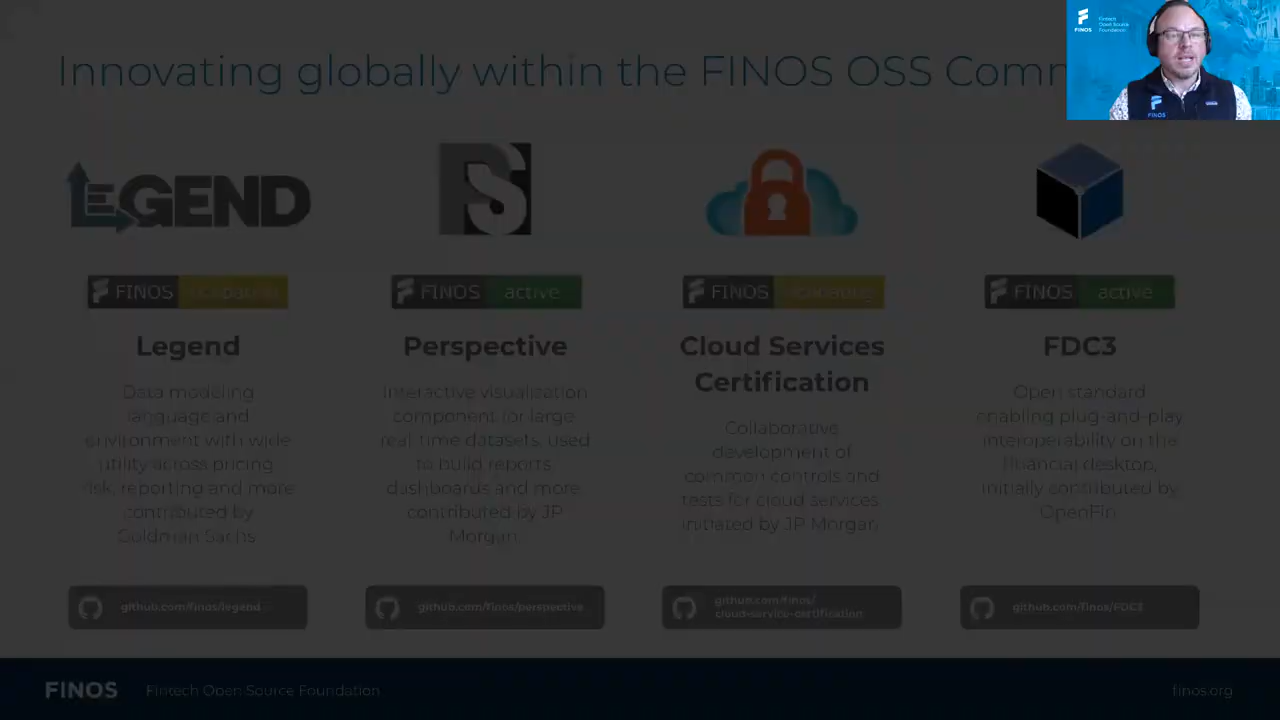 Innovating globally within the FINOS OSS Comm
FINOS
Fintech
Open Source
Foundation
FINOS
LEGEND
FINOS
FINOS active
FINOS
FINOS active
Legend
Perspective
Cloud Services
Certification
FDC3
Data modeling
language and
environment with wide
utility across pricing
risk, reporting and more
contributed by
Goldman Sachs
Interactive visualization
component for large
real-time datasets, used
to build reports
dashboards and more
contributed by JP
Morgan
Collaborative
development of
common controls and
tests for cloud services
initiated by JP Morgan
Open standard
enabling plug-and-play
interoperability on the
financial desktop,
initially contributed by
OpenFin
github.com/finos/legend
github.com/finos/perspective
github.com/finos/
cloud-service-certification
github.com/finos/FDC3
FINOS Fintech Open Source Foundation
finos.org